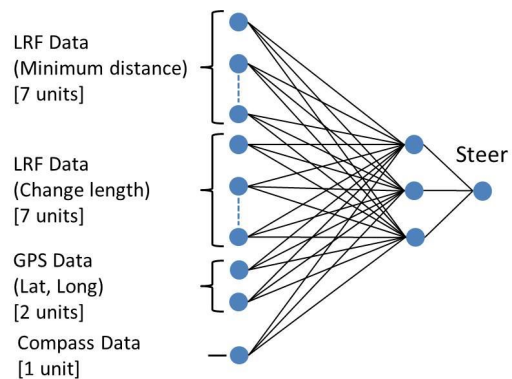 LRF Data
(Minimum distance)
[7 units]
LRF Data
(Change length)
[7 units]
GPS Data
(Lat, Long)
[2 units]
Compass Data
[1 unit]
Steer